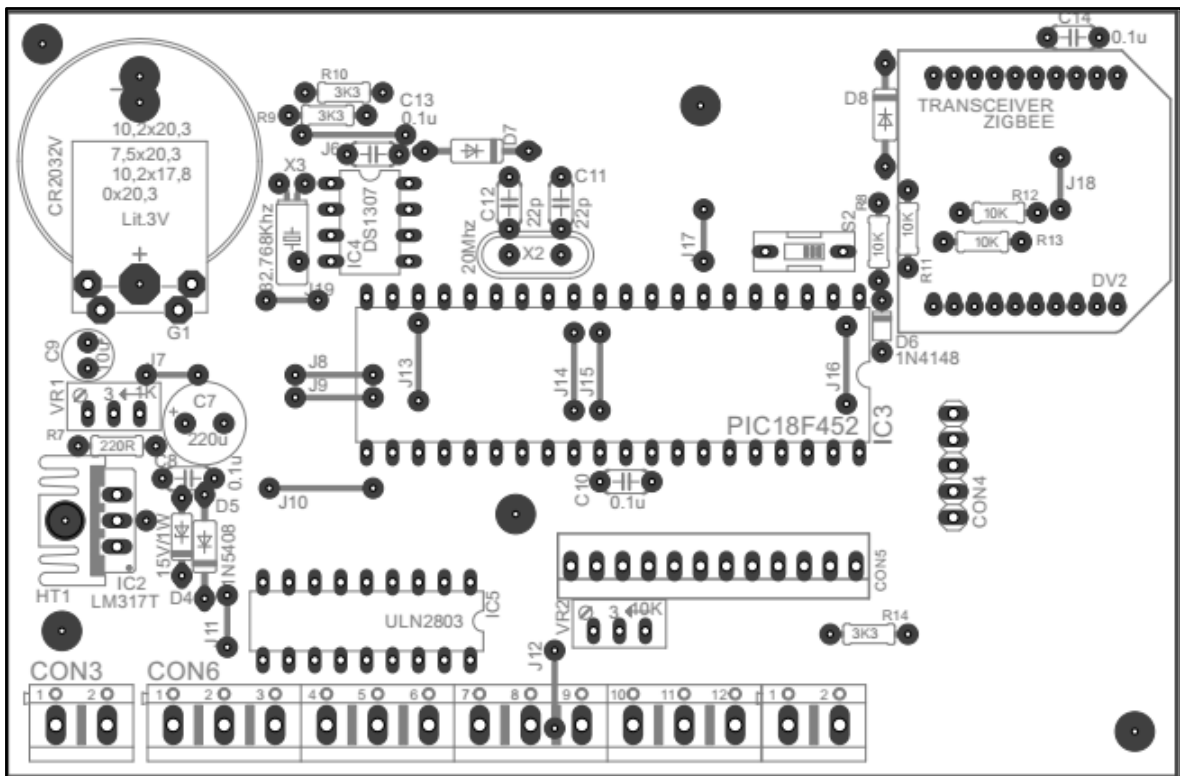 C14
0.1u
TRANSCEIVER
ZIGBEE
D8
DV2
R10
3K3
R9
3K3
C13
0.1u
J6
D7
CR2032V
10,2x20,3
7,5x20,3
10,2x17,8
0x20,3
Lit.3V
G1
X3
32.768Khz
IC4
DS1307
J19
C12
22p
C11
22p
20Mhz
X2
J17
S2
R8
10K
10K
R11
R12
10K
10K
R13
J18
D6
1N4148
C9
10u
J7
VR1
3
1K
C7
220u
R7
220R
C8
0.1u
J8
J9
J13
J14
J15
J16
PIC18F452
IC3
J10
C10
0.1u
CON4
D5
1N5408
15V/1W
D4
IC2
LM317T
HT1
J11
ULN2803
IC5
CON5
VR2
3
40K
J12
R14
3K3
CON3
CON6
1 2
1 2 3 4 5 6 7 8 9 10 11 12
1 2